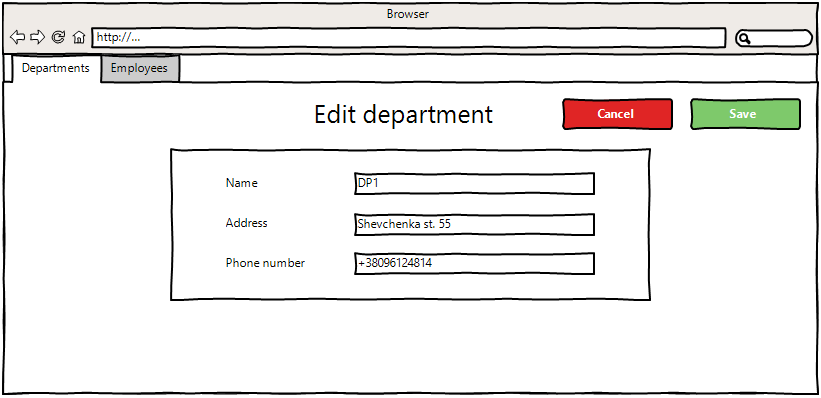 Browser
http://...
Departments Employees
Edit department Cancel Save
Name DP1
Address Shevchenka st. 55
Phone number +38096124814